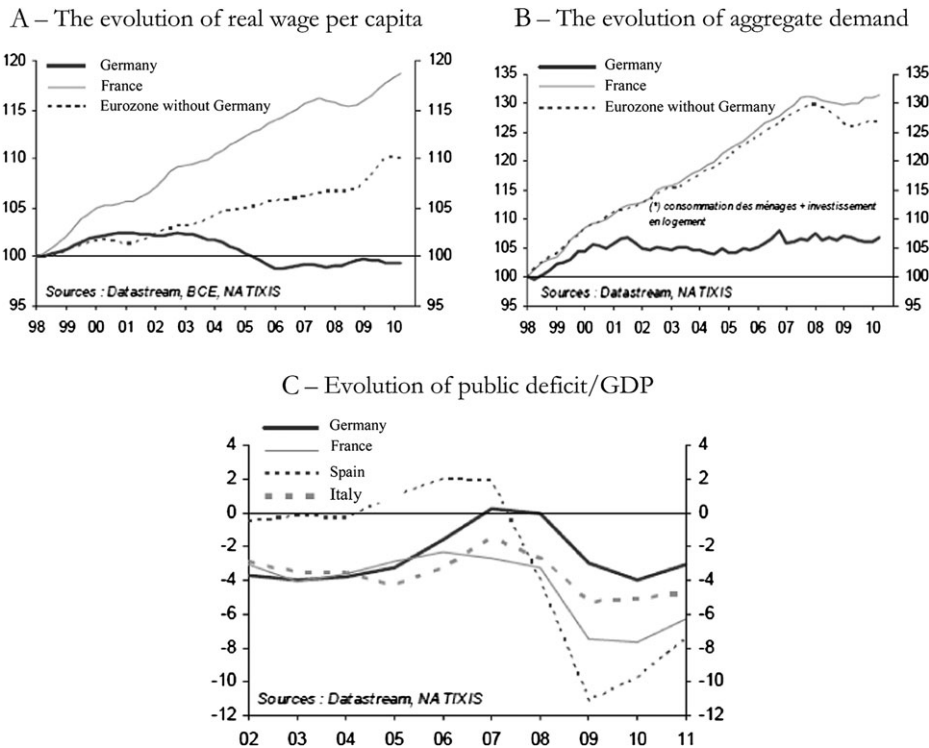 A – The evolution of real wage per capita
120
115
110
105
100
95
Germany
France
Eurozone without Germany
Sources : Datastream, BCE, NATIXIS
120
115
110
105
100
95
98 99 00 01 02 03 04 05 06 07 08 09 10
B – The evolution of aggregate demand
135
130
125
120
115
110
105
100
95
Germany
France
Eurozone without Germany
(*) consommation des ménages + investissement
en logement
Sources : Datastream, NATIXIS
135
130
125
120
115
110
105
100
95
98 99 00 01 02 03 04 05 06 07 08 09 10
C – Evolution of public deficit/GDP
4
2
0
-2
-4
-6
-8
-10
-12
Germany
France
Spain
Italy
Sources : Datastream, NATIXIS
4
2
0
-2
-4
-6
-8
-10
-12
02 03 04 05 06 07 08 09 10 11